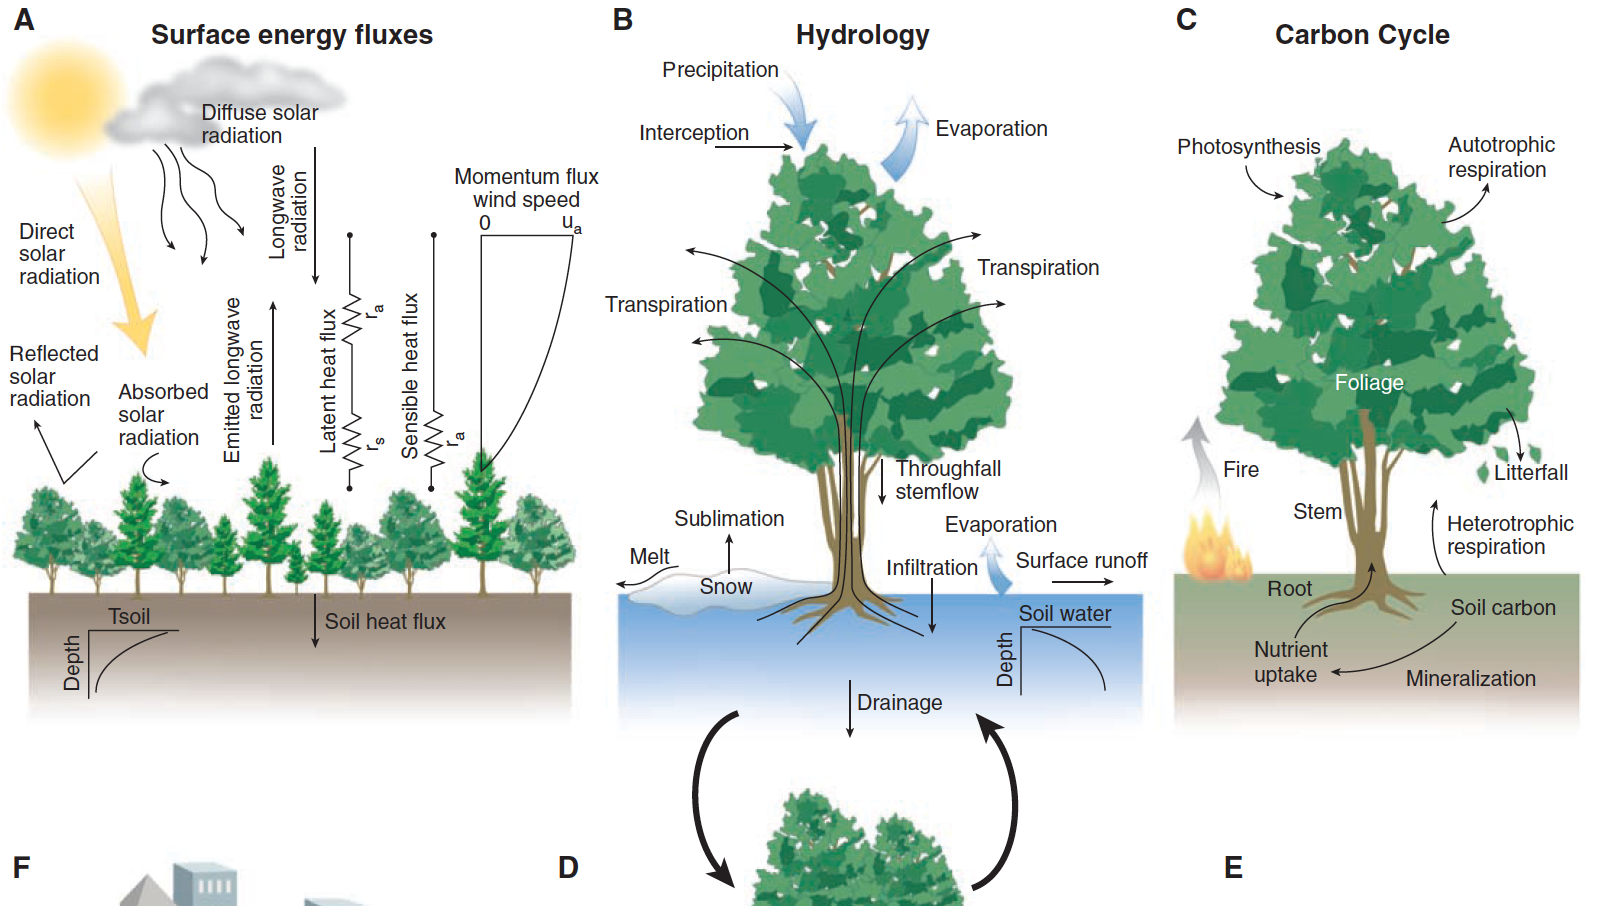 A
Surface energy fluxes
Diffuse solar
radiation
Longwave
radiation
Momentum flux
wind speed
0
ua
Direct
solar
radiation
Reflected
solar
radiation
Absorbed
solar
radiation
Emitted longwave
radiation
Latent heat flux
ra
rs
Sensible heat flux
ra
Tsoil
Depth
Soil heat flux
B
Hydrology
Precipitation
Interception
Evaporation
Transpiration
Transpiration
Throughfall
stemflow
Sublimation
Evaporation
Melt
Snow
Infiltration
Surface runoff
Soil water
Depth
Drainage
C
Carbon Cycle
Photosynthesis
Autotrophic
respiration
Foliage
Fire
Litterfall
Stem
Heterotrophic
respiration
Root
Soil carbon
Nutrient
uptake
Mineralization
F
D
E